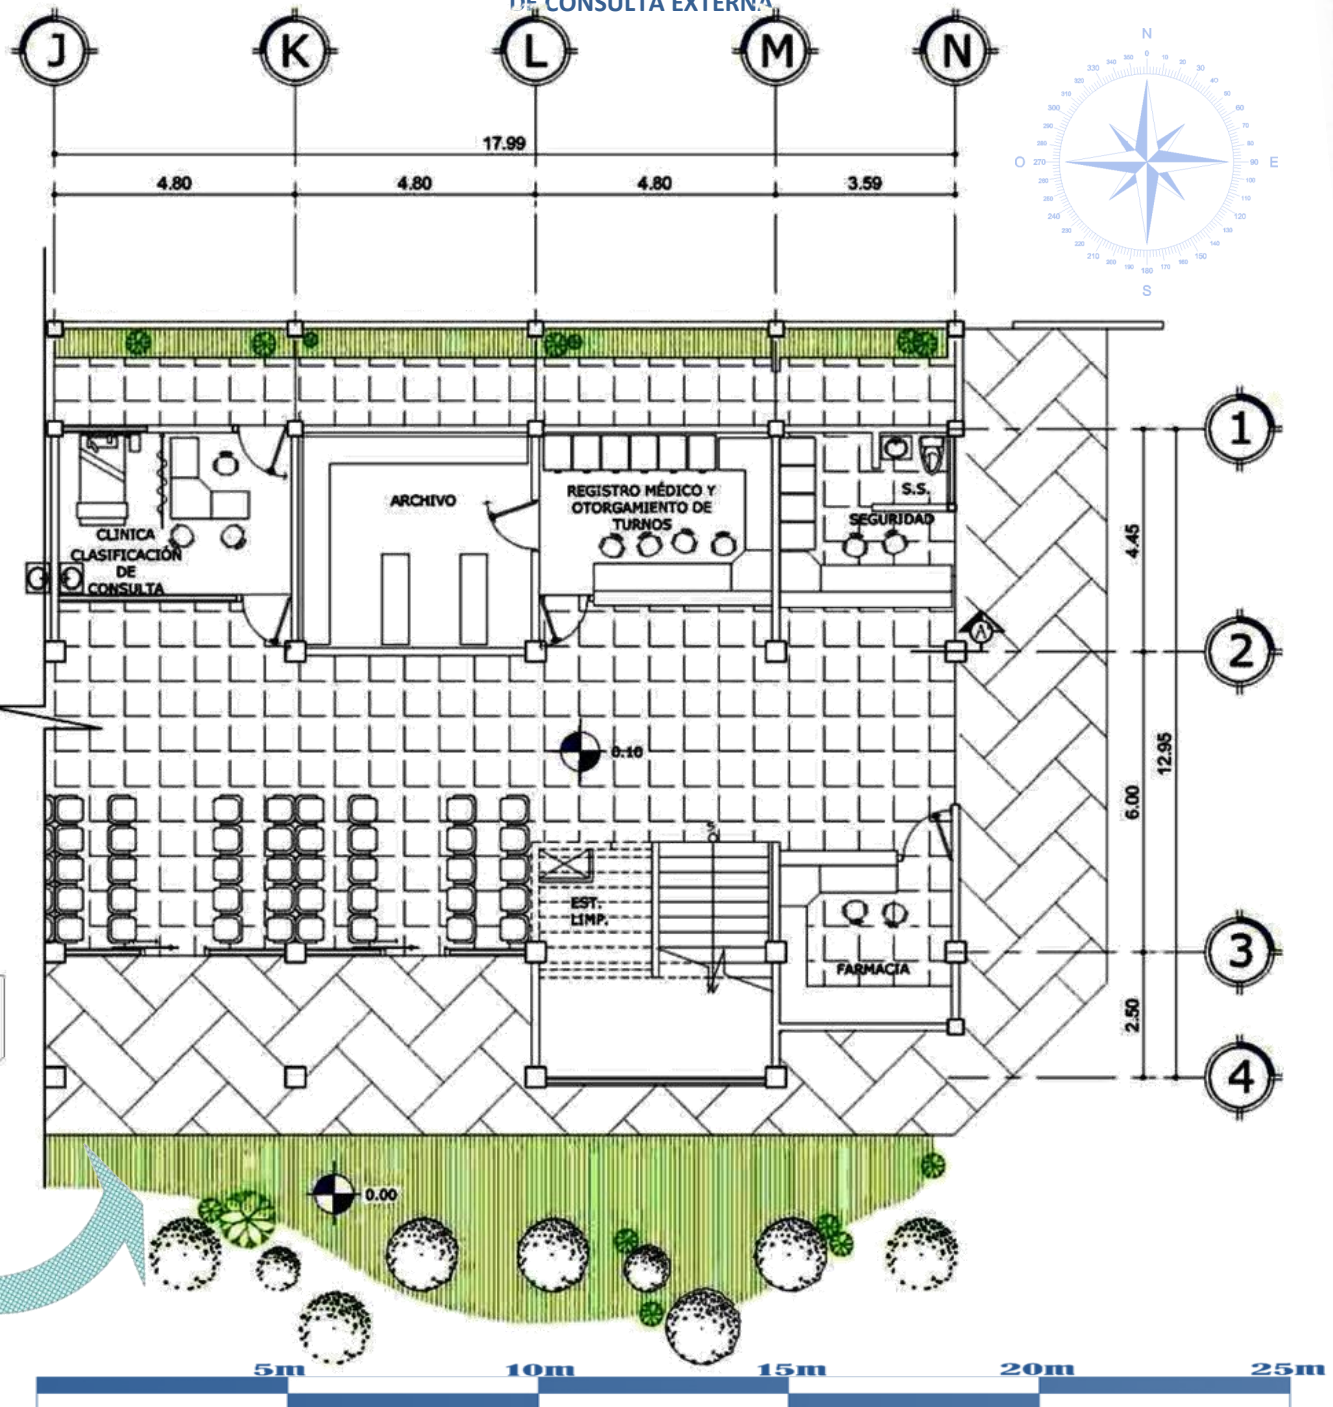 DE CONSULTA EXTERNA
J K L M N
17.99
4.80 4.80 4.80 3.59
N
E
S
O
1
2
3
4
4.45
6.00
12.95
2.50
CLINICA
CLASIFICACIÓN
DE
CONSULTA
ARCHIVO
REGISTRO MÉDICO Y
OTORGAMIENTO DE
TURNOS
S.S.
SEGURIDAD
A
0.10
S
EST.
LIMP.
FARMACIA
0.00
5m 10m 15m 20m 25m